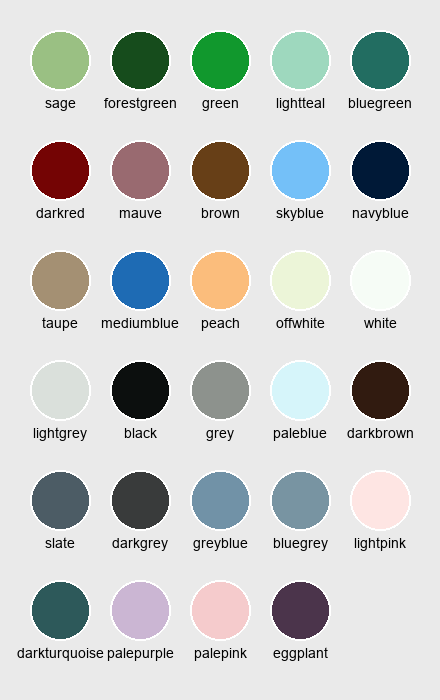 sage forestgreen green lightteal bluegreen
darkred mauve brown skyblue navyblue
taupe mediumblue peach offwhite white
lightgrey black grey paleblue darkbrown
slate darkgrey greyblue bluegrey lightpink
darkturquoise palepurple palepink eggplant